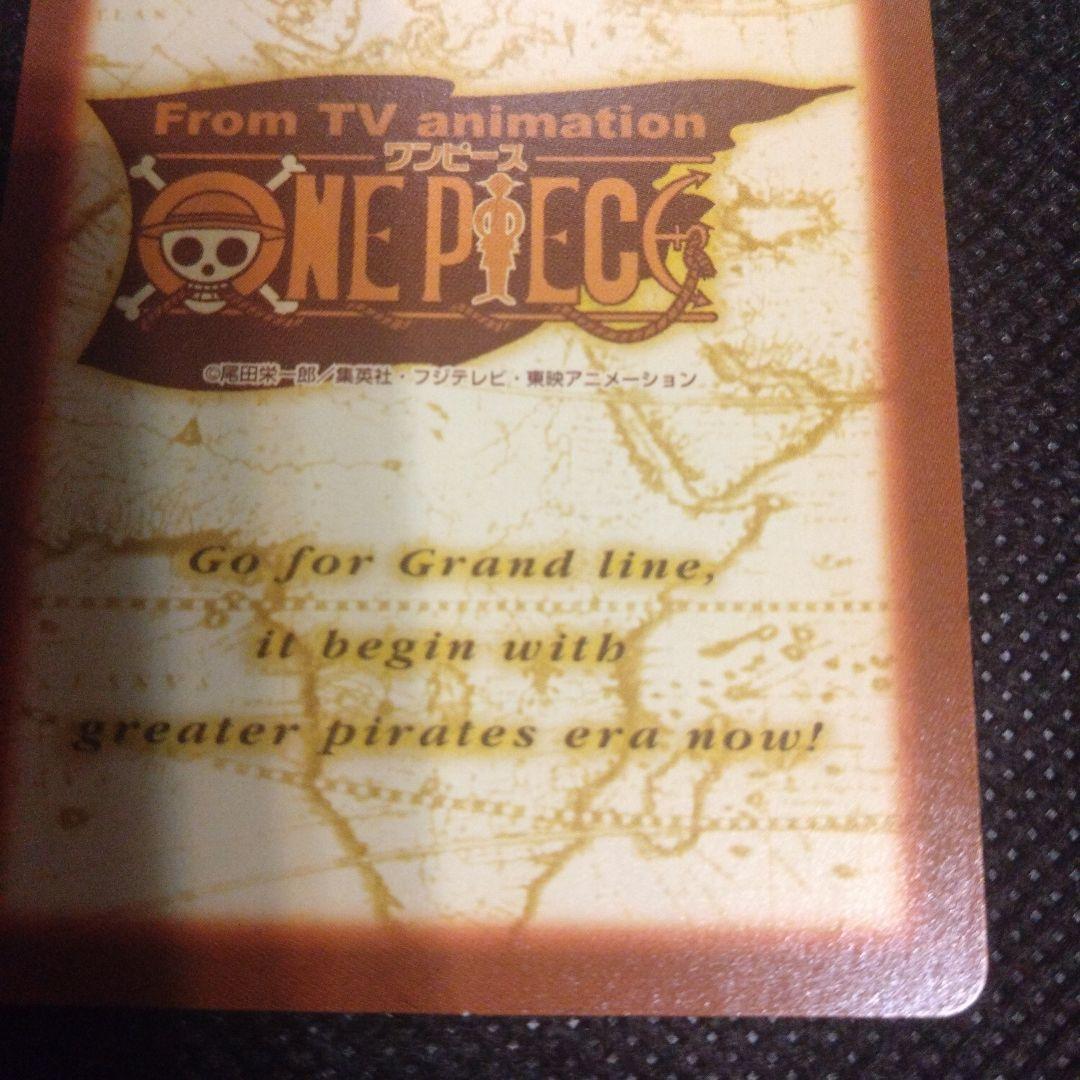 From TV animation
ワンピース
ONE PIECE
©尾田栄一郎／集英社・フジテレビ・東映アニメーション
Go for Grand line,
it begin with
greater pirates era now!